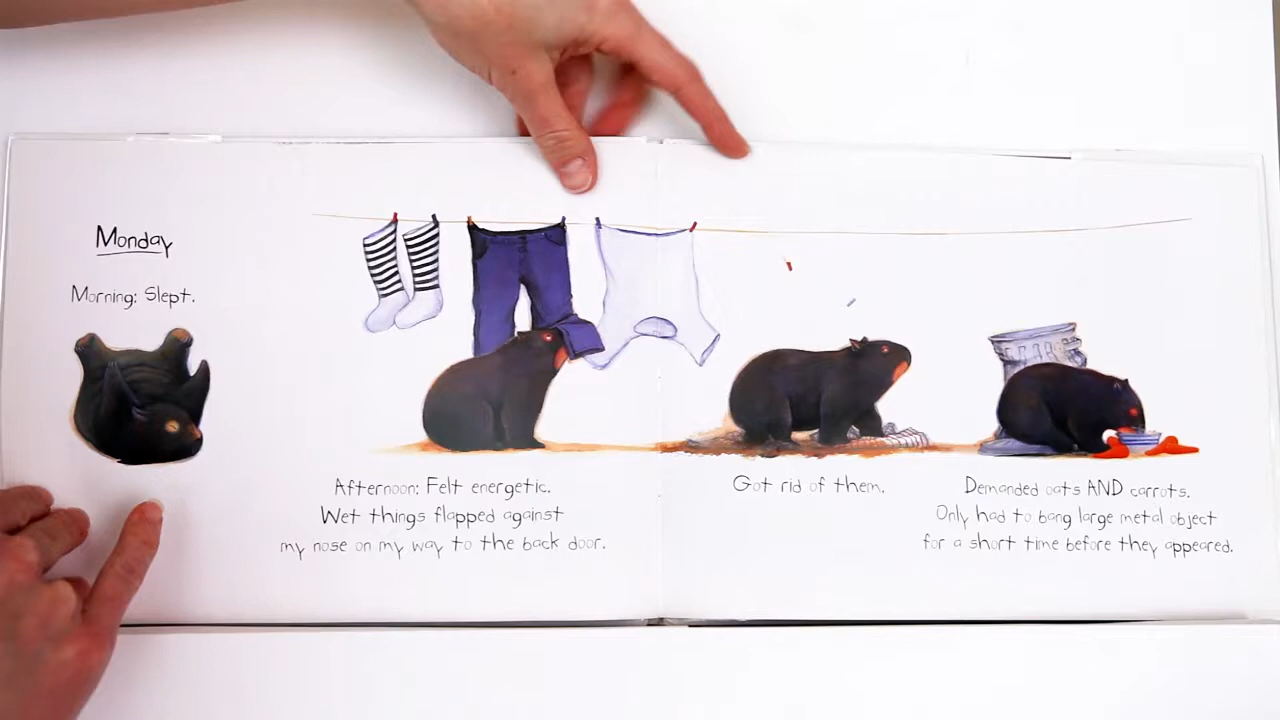 Monday
Morning: Slept.
Afternoon: Felt energetic.
Wet things flapped against
my nose on my way to the back door.
Got rid of them.
Demanded oats AND carrots.
Only had to bang large metal object
for a short time before they appeared.